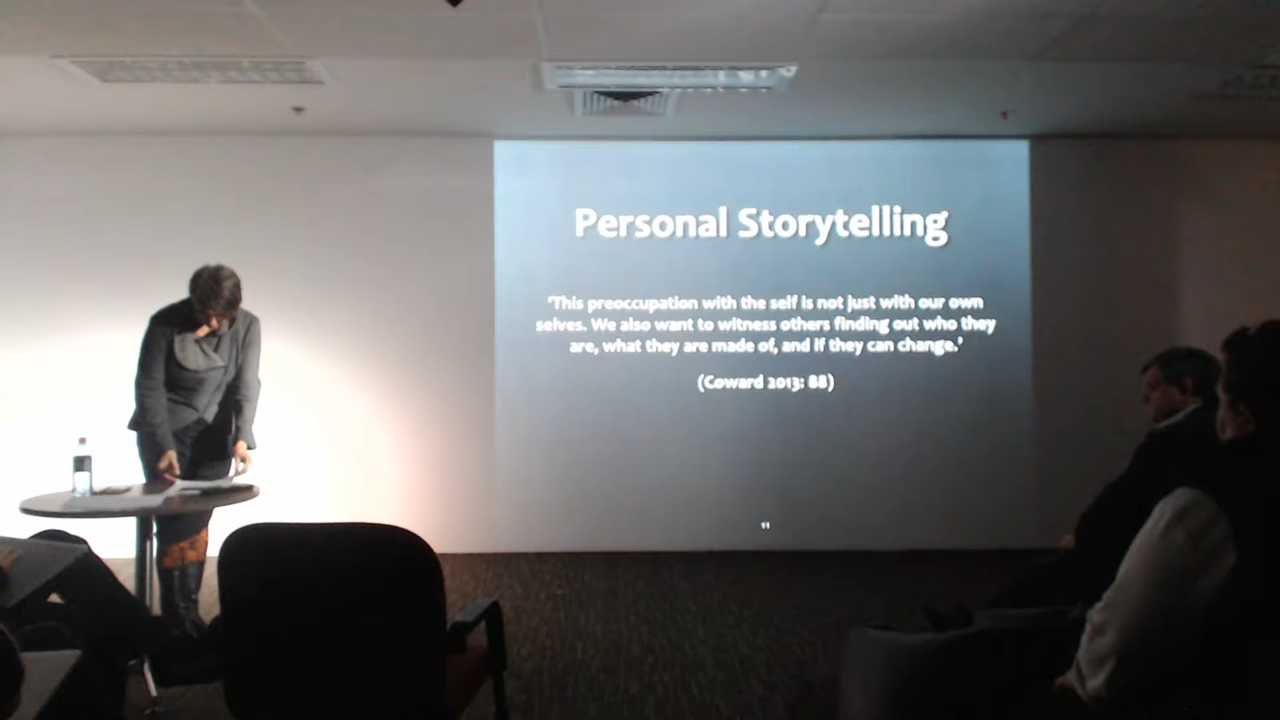 Personal Storytelling
‘This preoccupation with the self is not just with our own
selves. We also want to witness others finding out who they
are, what they are made of, and if they can change.’
(Coward 2013: 88)
11